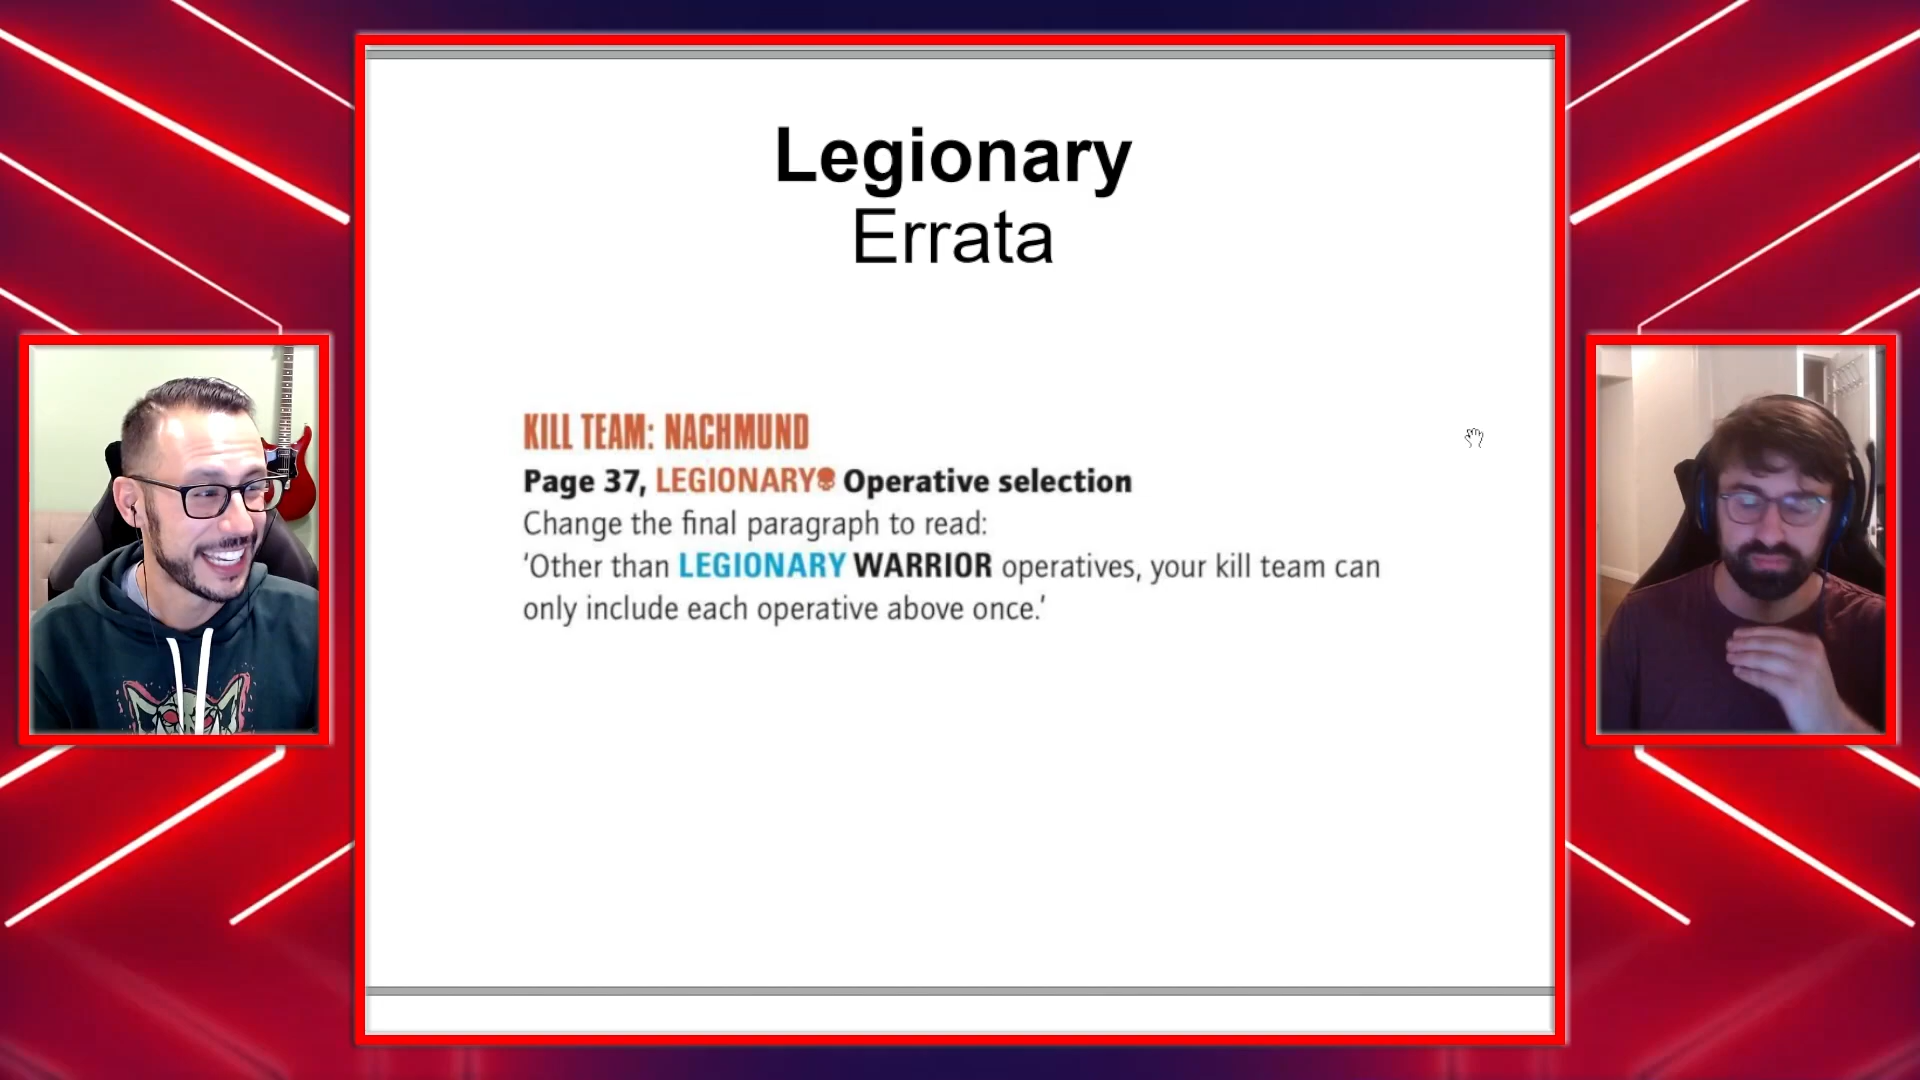 Legionary
Errata
KILL TEAM: NACHMUND
Page 37, LEGIONARY Operative selection
Change the final paragraph to read:
‘Other than LEGIONARY WARRIOR operatives, your kill team can
only include each operative above once.’